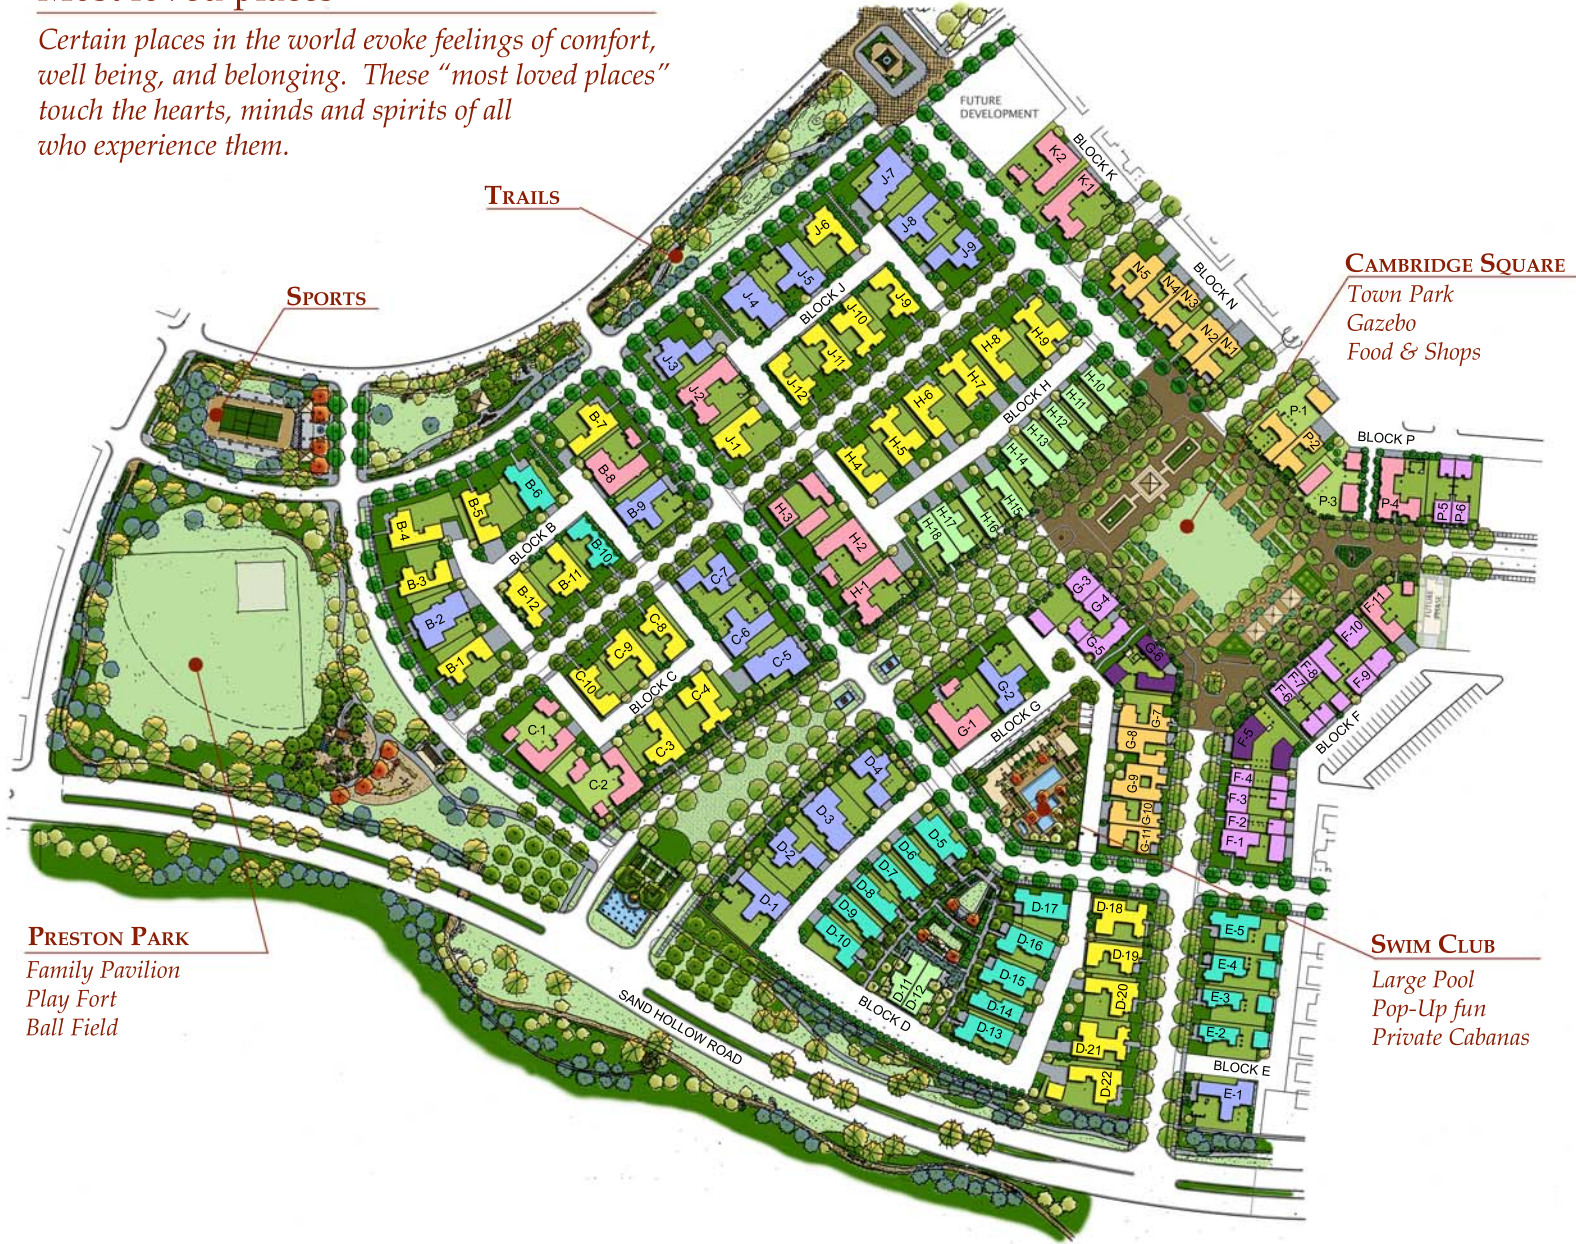 Most loved places
Certain places in the world evoke feelings of comfort,
well being, and belonging. These “most loved places”
touch the hearts, minds and spirits of all
who experience them.
TRAILS
SPORTS
CAMBRIDGE SQUARE
Town Park
Gazebo
Food & Shops
PRESTON PARK
Family Pavilion
Play Fort
Ball Field
SWIM CLUB
Large Pool
Pop-Up fun
Private Cabanas
FUTURE
DEVELOPMENT
BLOCK K
K-2
K-1
BLOCK N
N-5
N-4
N-3
N-2
N-1
BLOCK J
J-7
J-8
J-9
J-6
J-5
J-4
J-3
J-2
J-1
J-9
J-10
J-11
J-12
BLOCK H
H-9
H-8
H-7
H-6
H-5
H-4
H-3
H-2
H-1
H-10
H-11
H-12
H-13
H-14
H-15
H-16
H-17
H-18
BLOCK P
P-1
P2
P-3
P-4
P-5
P-6
BLOCK B
B-7
B-8
B-9
B-6
B-5
B-4
B-3
B-2
B-1
B-10
B-11
B-12
BLOCK C
C-7
C-6
C-5
C-8
C-9
C-10
C-4
C-3
C-1
C-2
BLOCK G
G-3
G-4
G-5
G-6
G-2
G-1
G-7
G-8
G-9
G-10
G-11
BLOCK F
F-11
F-10
F-9
F-8
F-7
F-6
F-5
F-4
F-3
F-2
F-1
FUTURE
PHASE
BLOCK D
D-4
D-3
D-2
D-1
D-5
D-6
D-7
D-8
D-9
D-10
D-11
D-12
D-13
D-14
D-15
D-16
D-17
D-18
D-19
D-20
D-21
D-22
BLOCK E
E-5
E-4
E-3
E-2
E-1
SAND HOLLOW ROAD